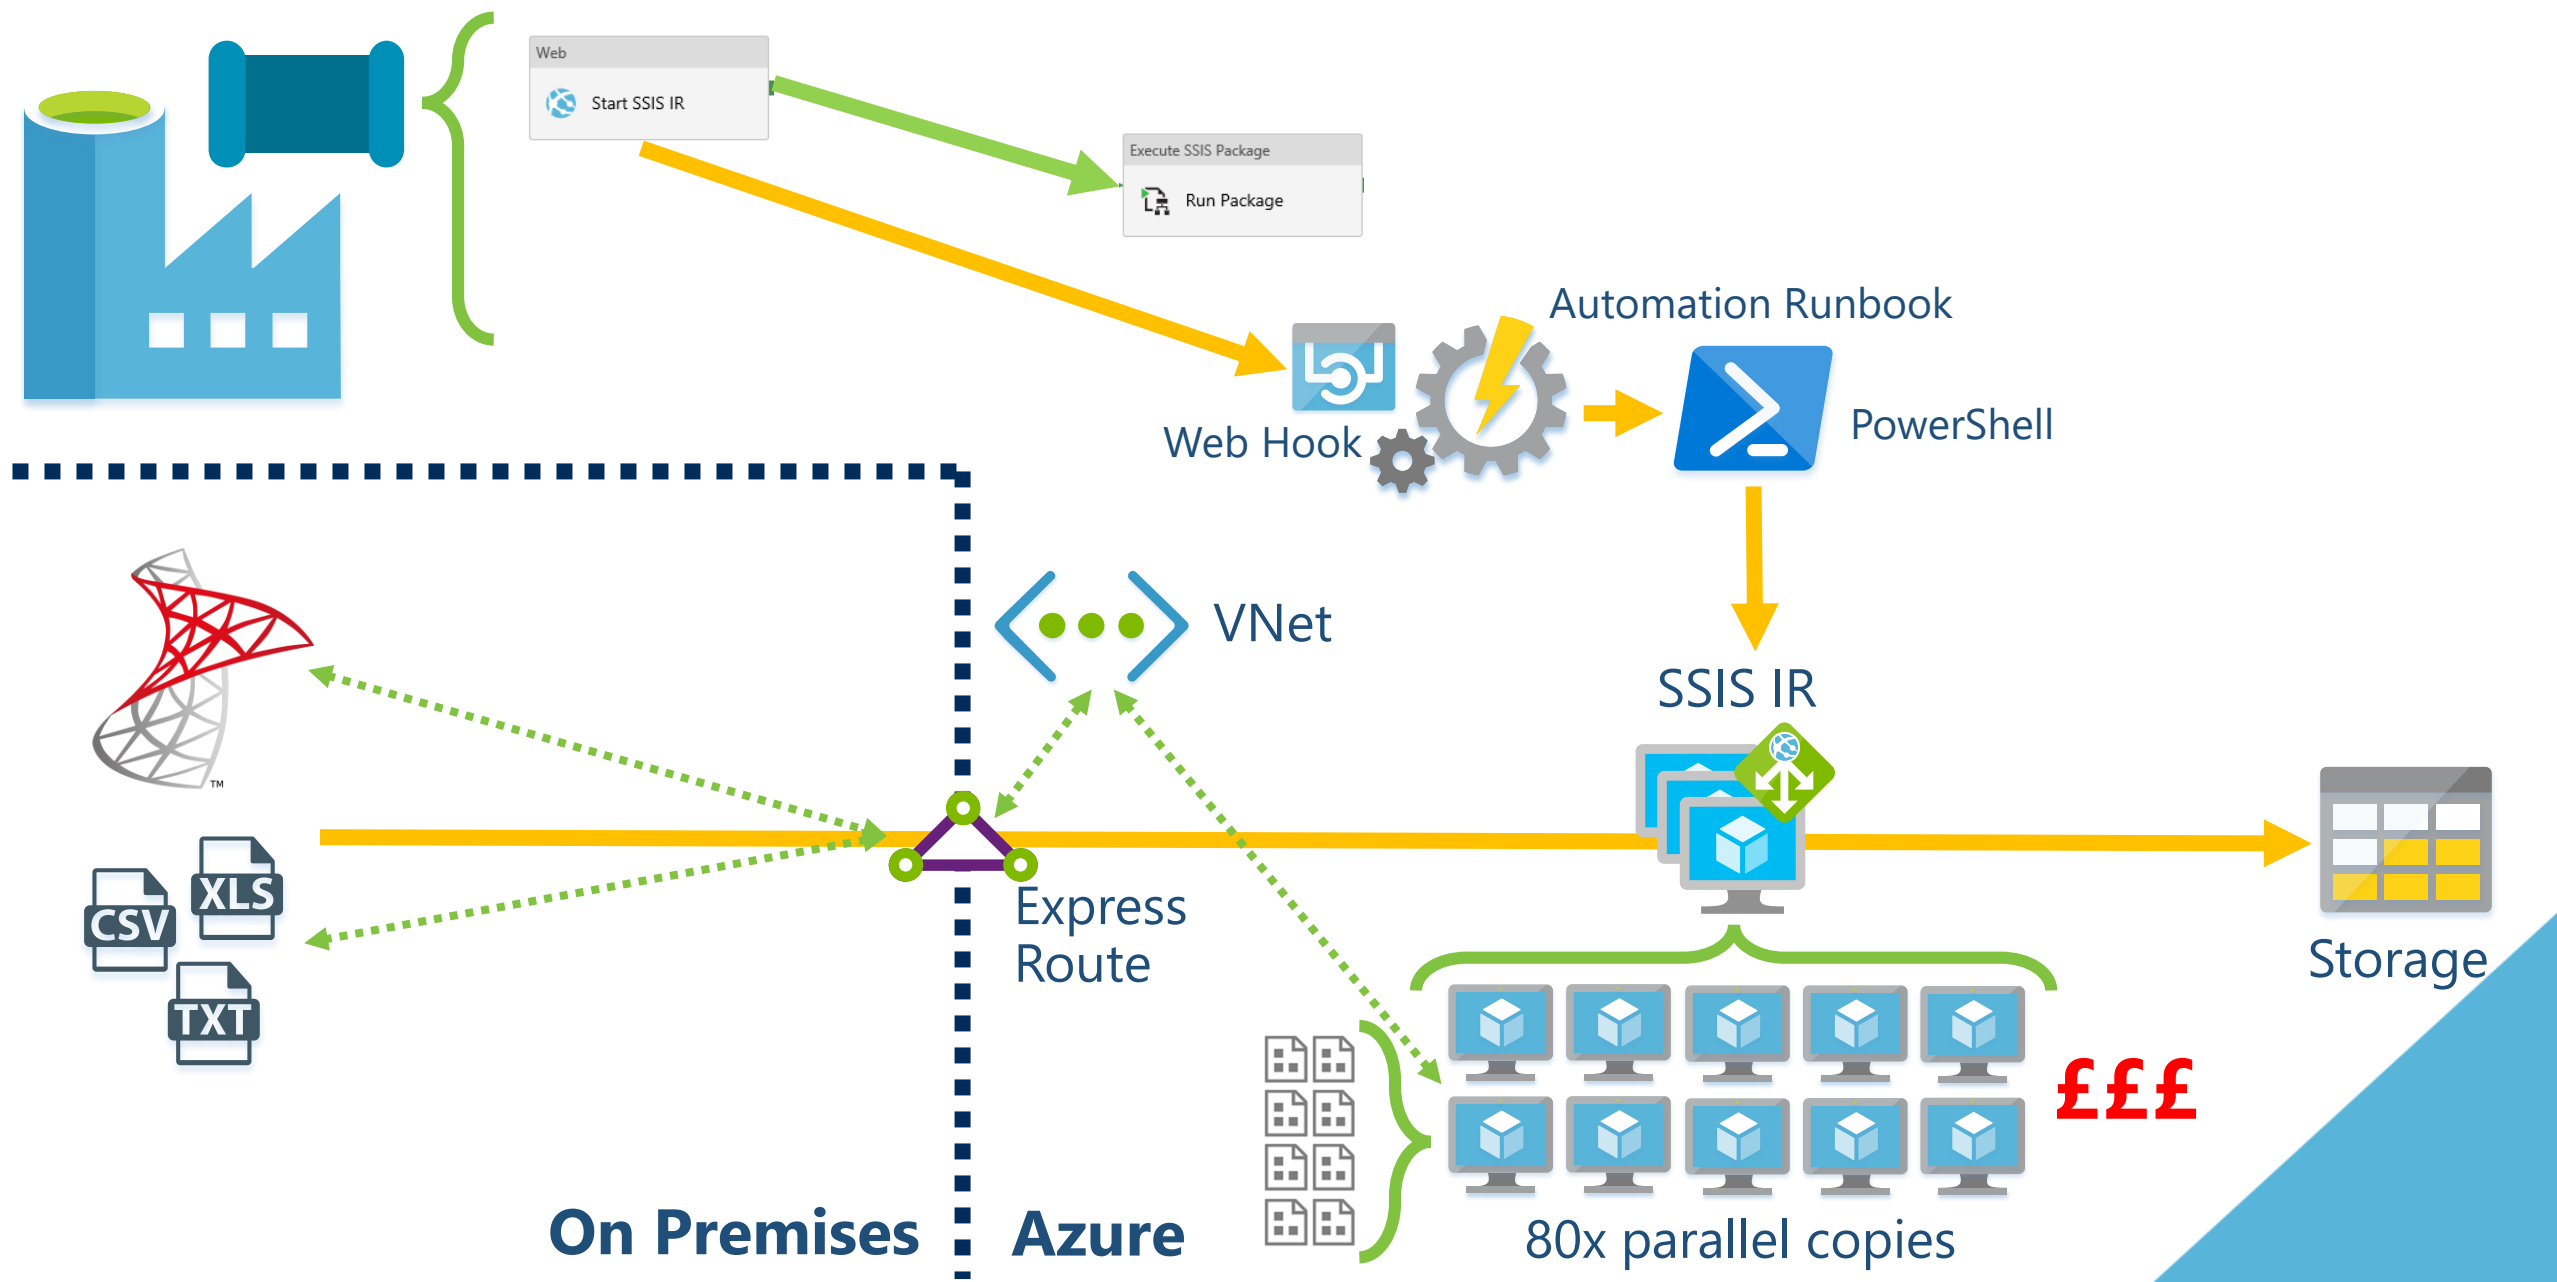 Web
Start SSIS IR
Execute SSIS Package
Run Package
Automation Runbook
Web Hook
PowerShell
VNet
SSIS IR
TM
XLS
CSV
TXT
Express
Route
Storage
£££
On Premises
Azure
80x parallel copies